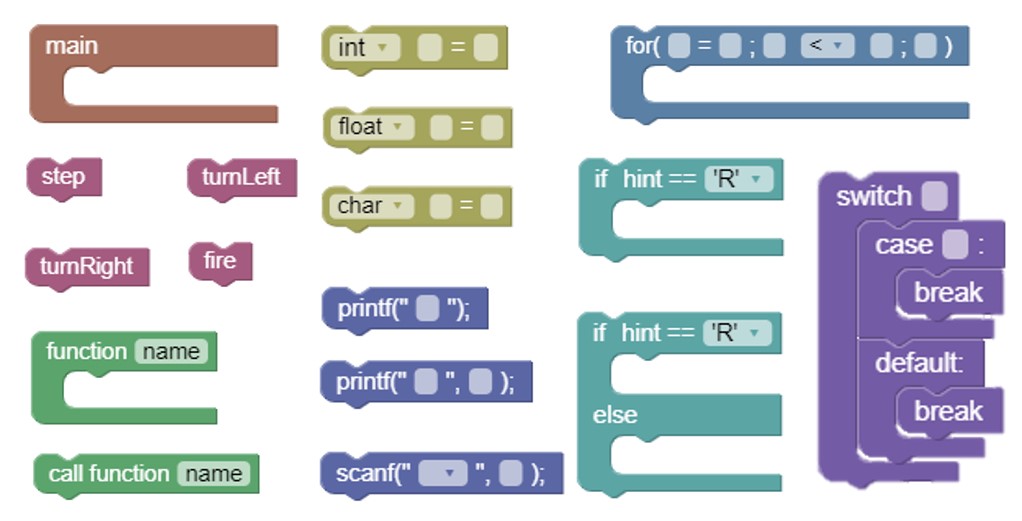 main
step
turnLeft
turnRight
fire
function name
call function name
int =
float =
char =
printf(" ");
printf(" ", );
scanf(" ", );
for( = ; < ; )
if hint == 'R'
if hint == 'R'
else
switch
case :
break
default:
break